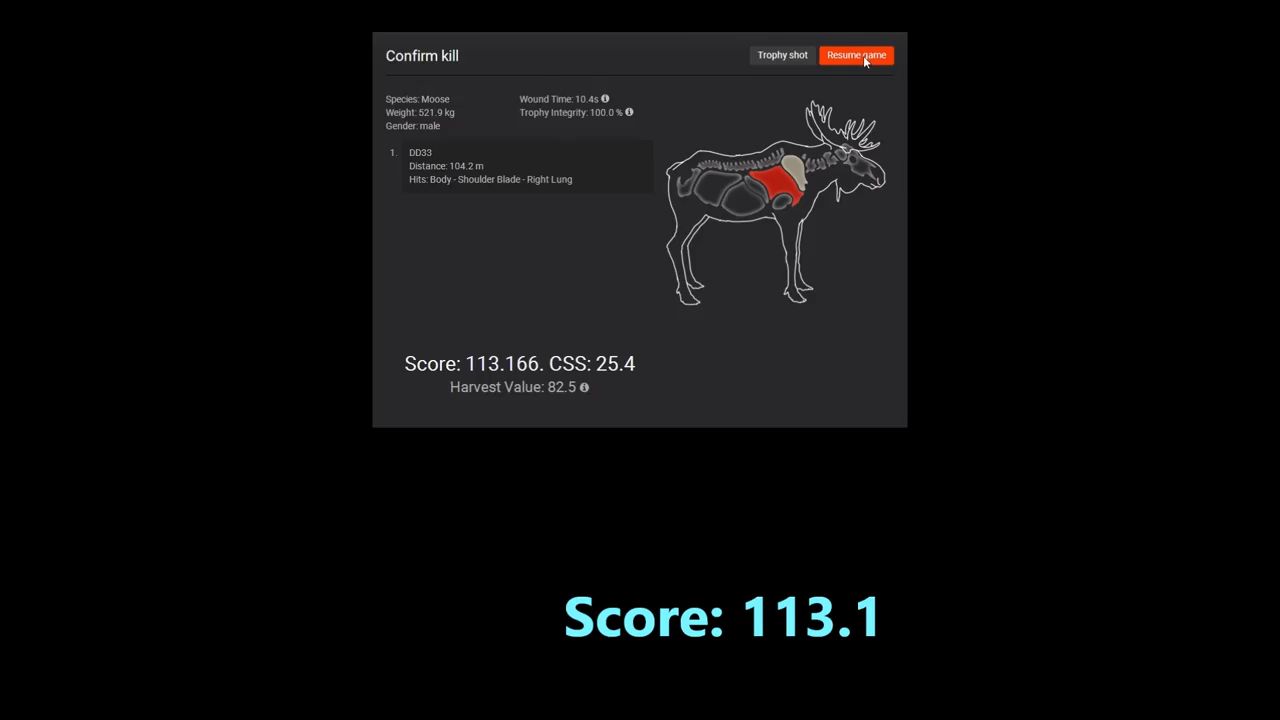 Confirm kill
Trophy shot
Resume game
Species: Moose
Weight: 521.9 kg
Gender: male
Wound Time: 10.4s
Trophy Integrity: 100.0 %
1. DD33
Distance: 104.2 m
Hits: Body - Shoulder Blade - Right Lung
Score: 113.166. CSS: 25.4
Harvest Value: 82.5
Score: 113.1